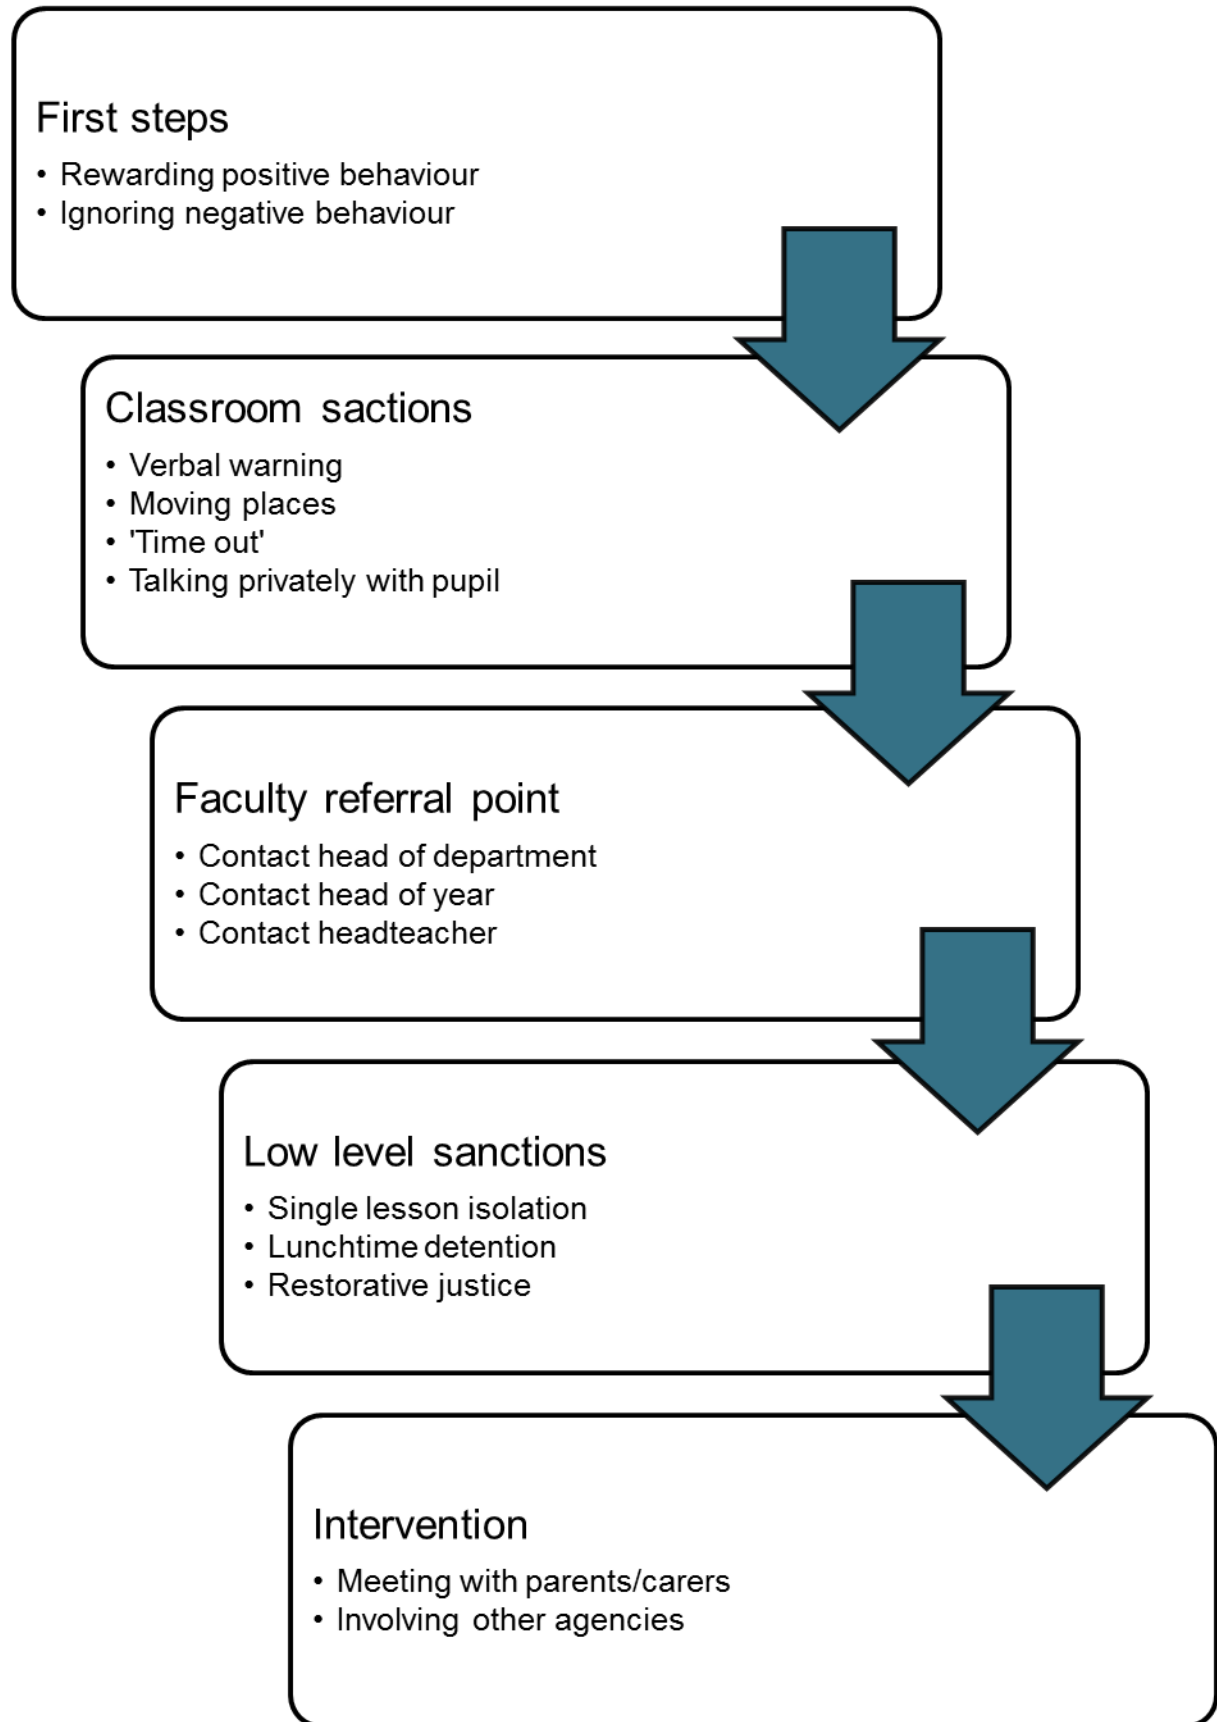 First steps
• Rewarding positive behaviour
• Ignoring negative behaviour
Classroom sactions
• Verbal warning
• Moving places
• 'Time out'
• Talking privately with pupil
Faculty referral point
• Contact head of department
• Contact head of year
• Contact headteacher
Low level sanctions
• Single lesson isolation
• Lunchtime detention
• Restorative justice
Intervention
• Meeting with parents/carers
• Involving other agencies